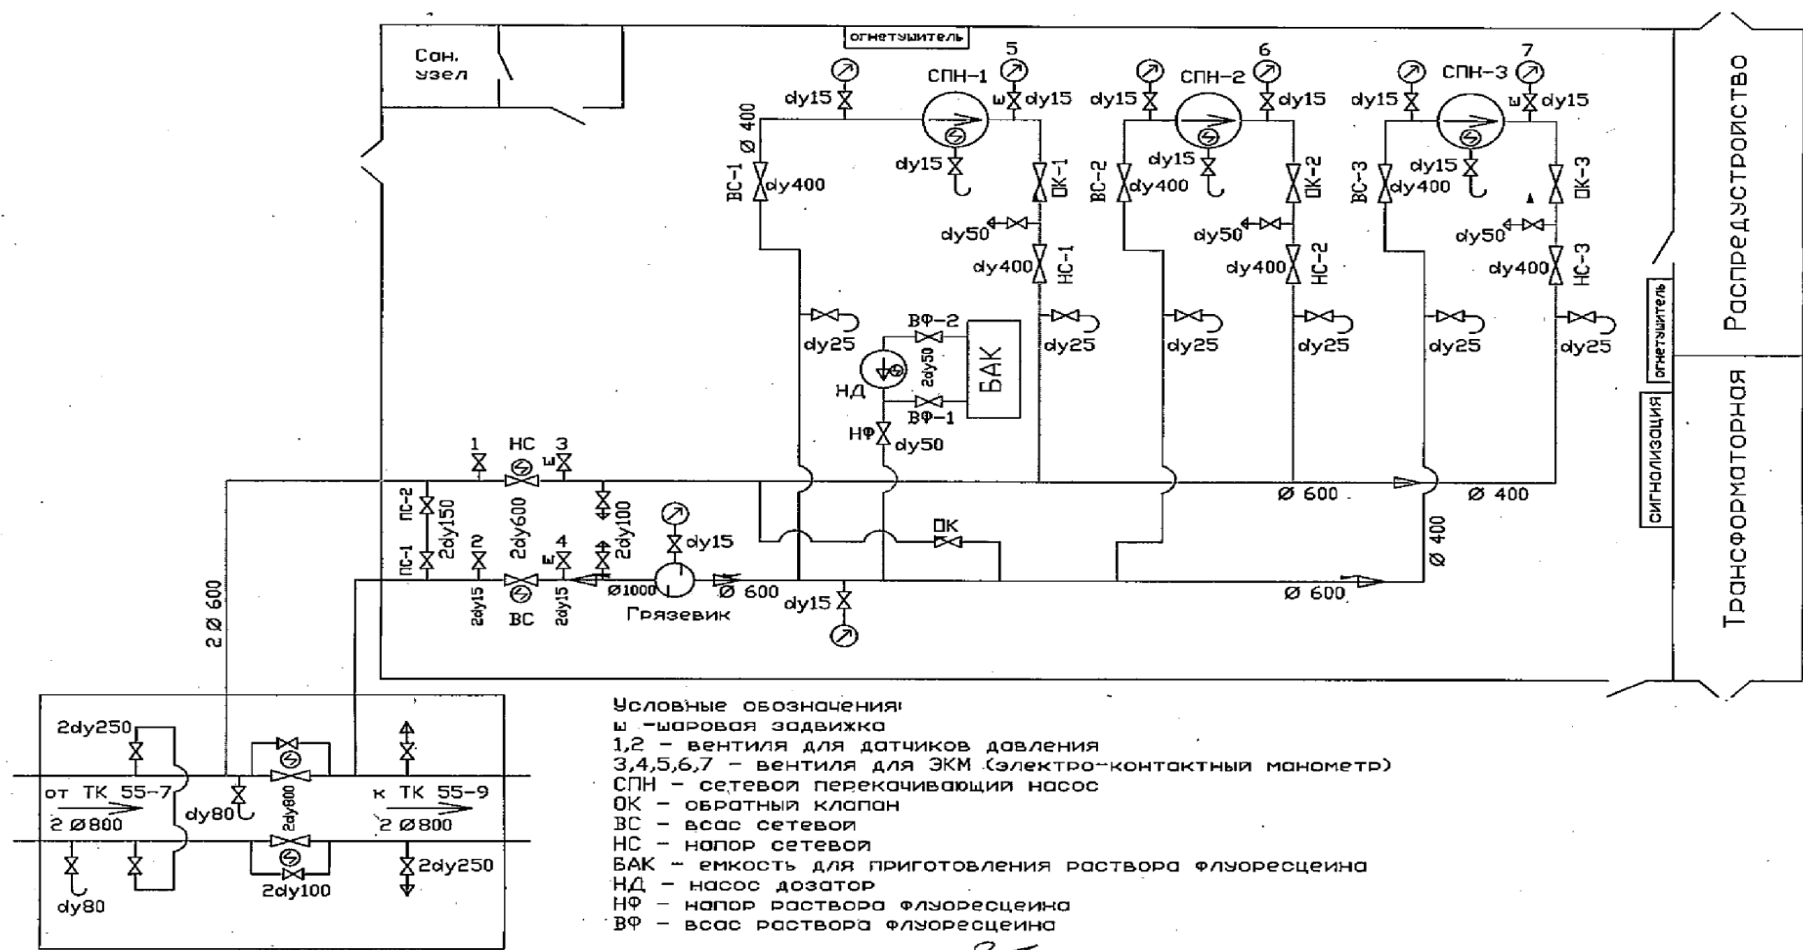 Сан.
узел
огнетушитель
5
6
7
СПН-1
СПН-2
СПН-3
dy15
dy15
dy15
dy15
dy15
dy15
Ø 400
dy15
dy15
dy15
ВС-1
dy400
ОК-1
ВС-2
dy400
ОК-2
ВС-3
dy400
ОК-3
dy50
dy50
dy50
dy400
НС-1
dy400
НС-2
dy400
НС-3
dy25
dy25
dy25
dy25
dy25
dy25
ВФ-2
2dy50
БАК
НД
ВФ-1
НФ
dy50
Распредустройство
огнетушитель
сигнализация
Трансформаторная
1
НС
3
ш
ПС-2
2dy150
2dy600
2dy100
Ø 600
Ø 400
ОК
Ø 400
ПС-1
2
ш
4
dy15
2dy15
ВС
2dy15
Ø1000
Грязевик
Ø 600
dy15
Ø 600
2 Ø 600
2dy250
от ТК 55-7
2 Ø800
dy80
2dy800
к ТК 55-9
2 Ø800
dy80
2dy100
2dy250
Условные обозначения:
ш -шаровая задвижка
1,2 - вентиля для датчиков давления
3,4,5,6,7 - вентиля для ЭКМ (электро-контактный манометр)
СПН - сетевой перекачивающий насос
ОК - обратный клапан
ВС - всас сетевой
НС - напор сетевой
БАК - емкость для приготовления раствора флуоресцеина
НД - насос дозатор
НФ - напор раствора флуоресцеина
ВФ - всас раствора флуоресцеина